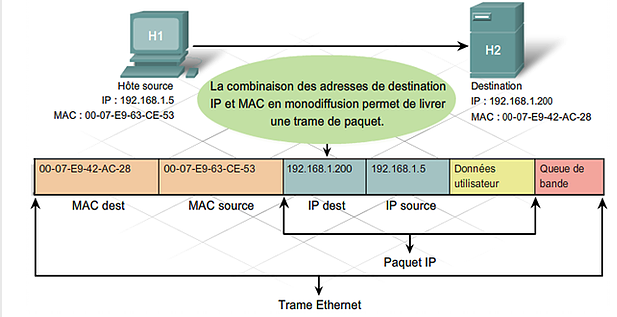 H1
H2
Hôte source
IP : 192.168.1.5
MAC : 00-07-E9-63-CE-53
Destination
IP : 192.168.1.200
MAC : 00-07-E9-42-AC-28
La combinaison des adresses de destination
IP et MAC en monodiffusion permet de livrer
une trame de paquet.
00-07-E9-42-AC-28
00-07-E9-63-CE-53
192.168.1.200
192.168.1.5
Données
utilisateur
Queue de
bande
MAC dest
MAC source
IP dest
IP source
Paquet IP
Trame Ethernet